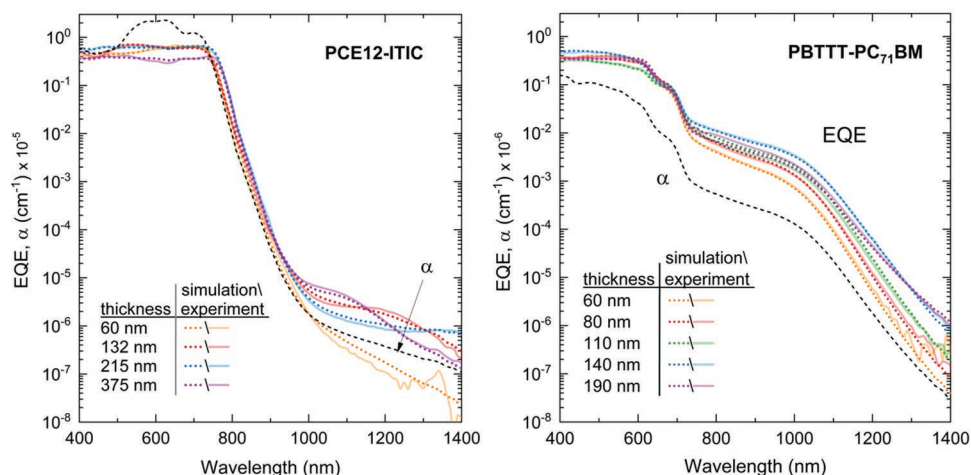 PCE12-ITIC
EQE, α (cm⁻¹) x 10⁻⁵
10⁰
10⁻¹
10⁻²
10⁻³
10⁻⁴
10⁻⁵
10⁻⁶
10⁻⁷
10⁻⁸
α
simulation\
thickness experiment
60 nm \
132 nm \
215 nm \
375 nm \
400 600 800 1000 1200 1400
Wavelength (nm)
PBTTT-PC₇₁BM
EQE, α (cm⁻¹) x 10⁻⁶
10⁰
10⁻¹
10⁻²
10⁻³
10⁻⁴
10⁻⁵
10⁻⁶
10⁻⁷
10⁻⁸
EQE
α
simulation\
thickness experiment
60 nm \
80 nm \
110 nm \
140 nm \
190 nm \
400 600 800 1000 1200 1400
Wavelength (nm)